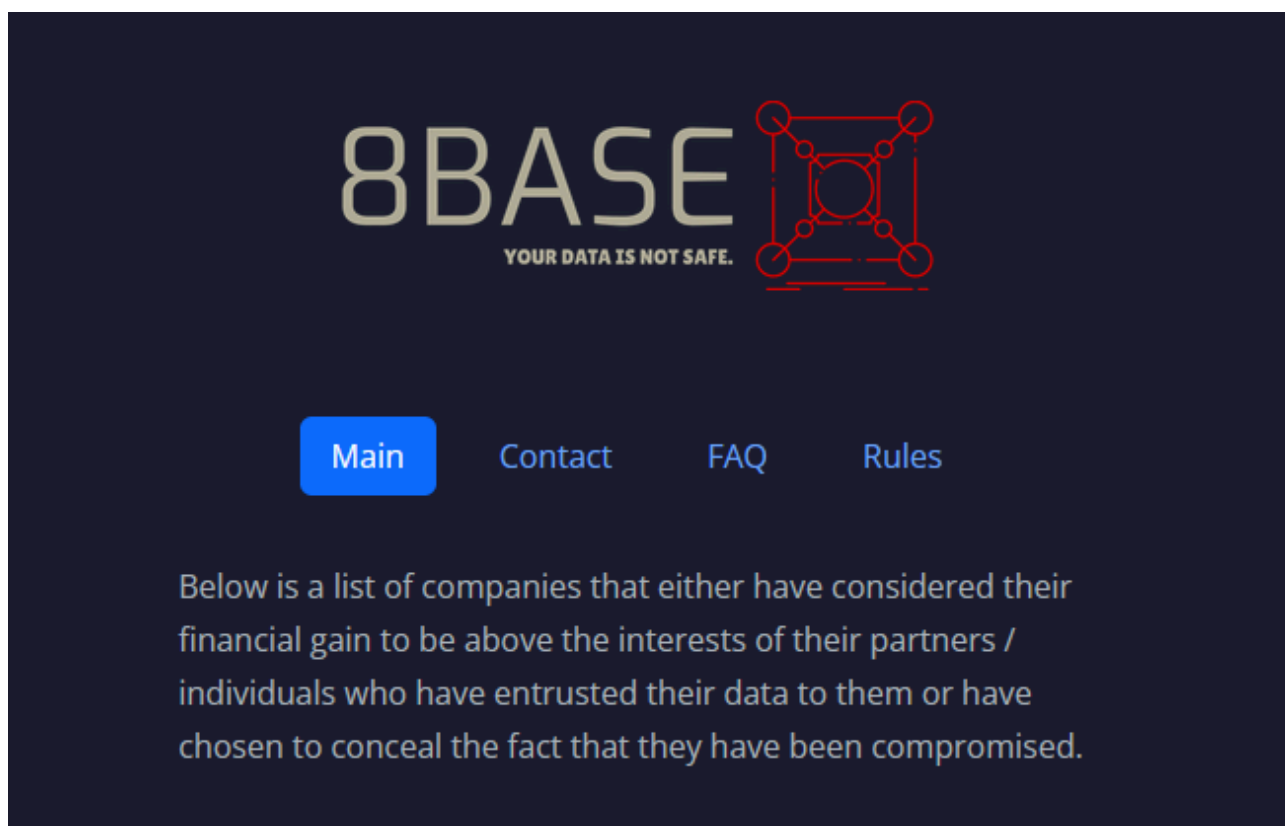 8BASE
YOUR DATA IS NOT SAFE.
Main Contact FAQ Rules
Below is a list of companies that either have considered their
financial gain to be above the interests of their partners /
individuals who have entrusted their data to them or have
chosen to conceal the fact that they have been compromised.